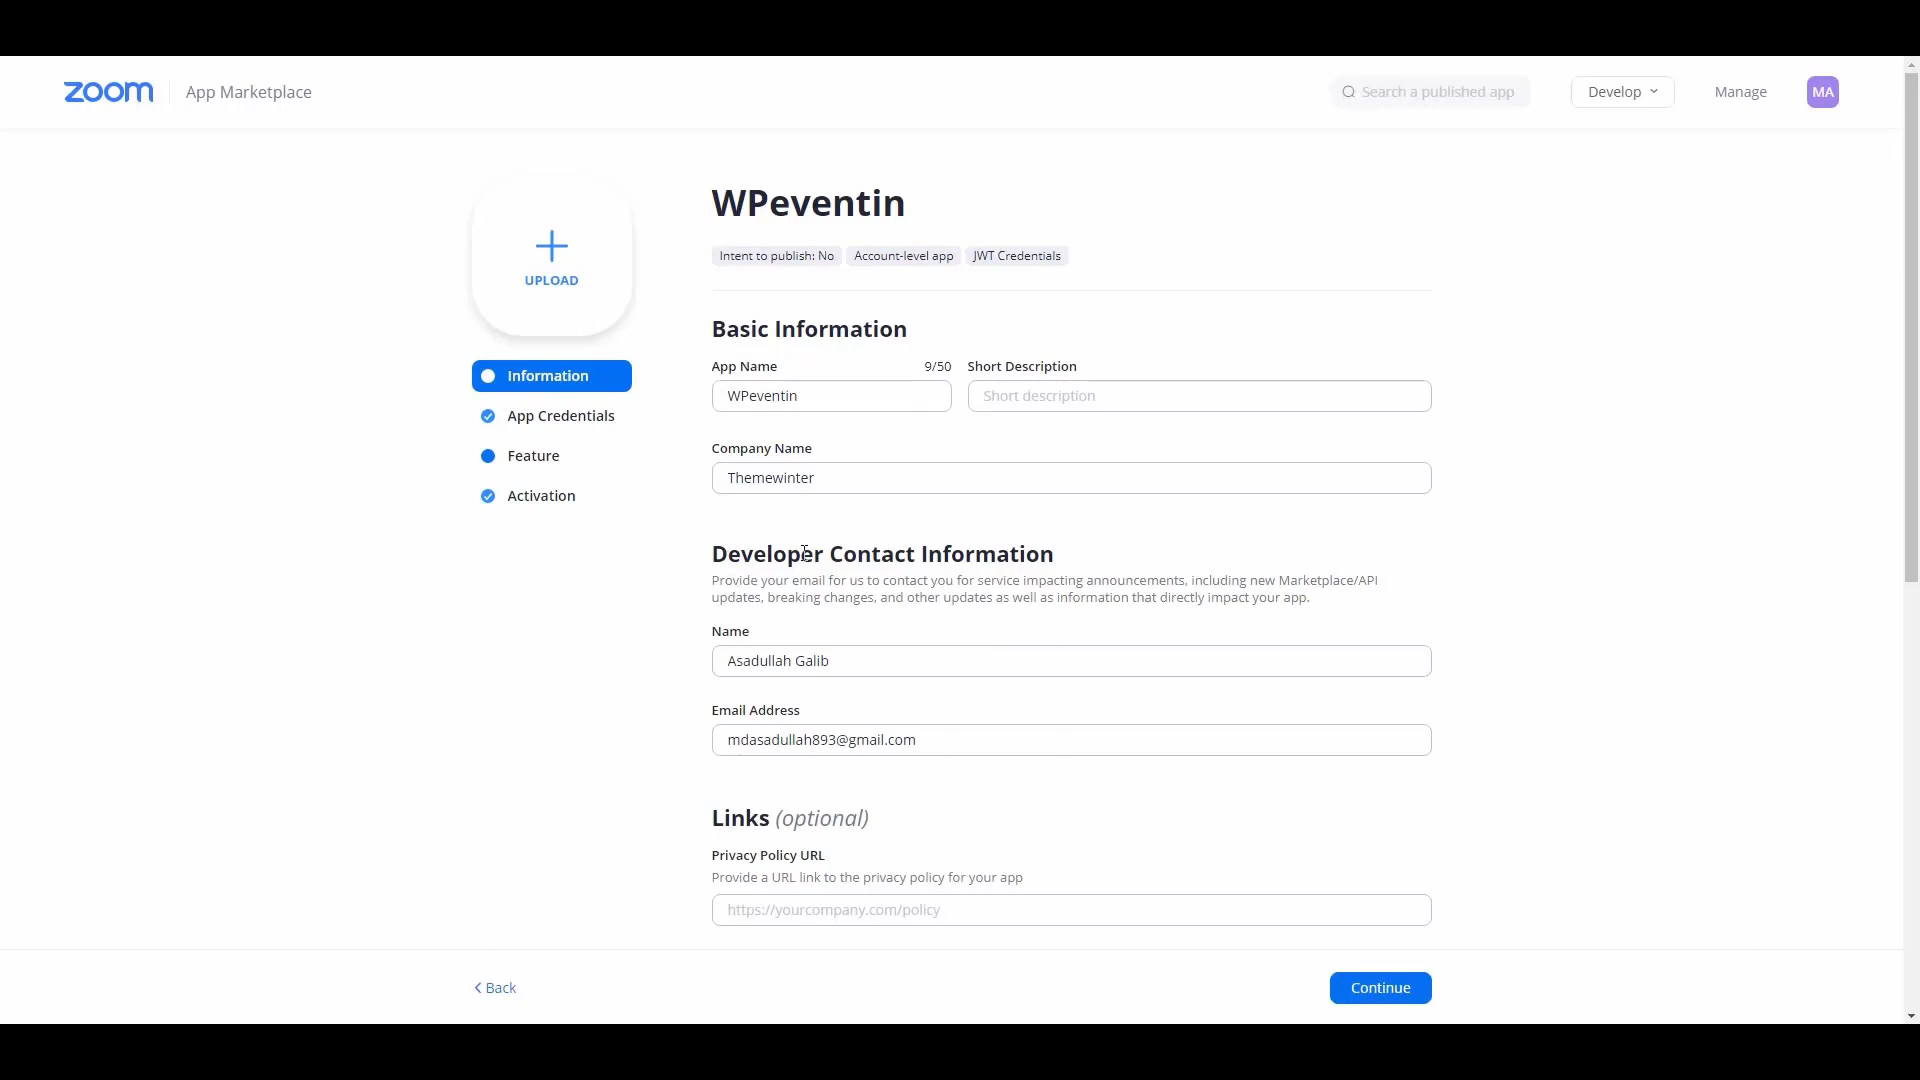 zoom App Marketplace Search a published app Develop Manage MA
WPeventin
UPLOAD
Intent to publish: No Account-level app JWT Credentials
Basic Information
Information
App Credentials
Feature
Activation
App Name 9/50 Short Description
WPeventin Short description
Company Name
Themewinter
Developer Contact Information
Provide your email for us to contact you for service impacting announcements, including new Marketplace/API
updates, breaking changes, and other updates as well as information that directly impact your app.
Name
Asadullah Galib
Email Address
mdasadullah893@gmail.com
Links (optional)
Privacy Policy URL
Provide a URL link to the privacy policy for your app
https://yourcompany.com/policy
Back Continue